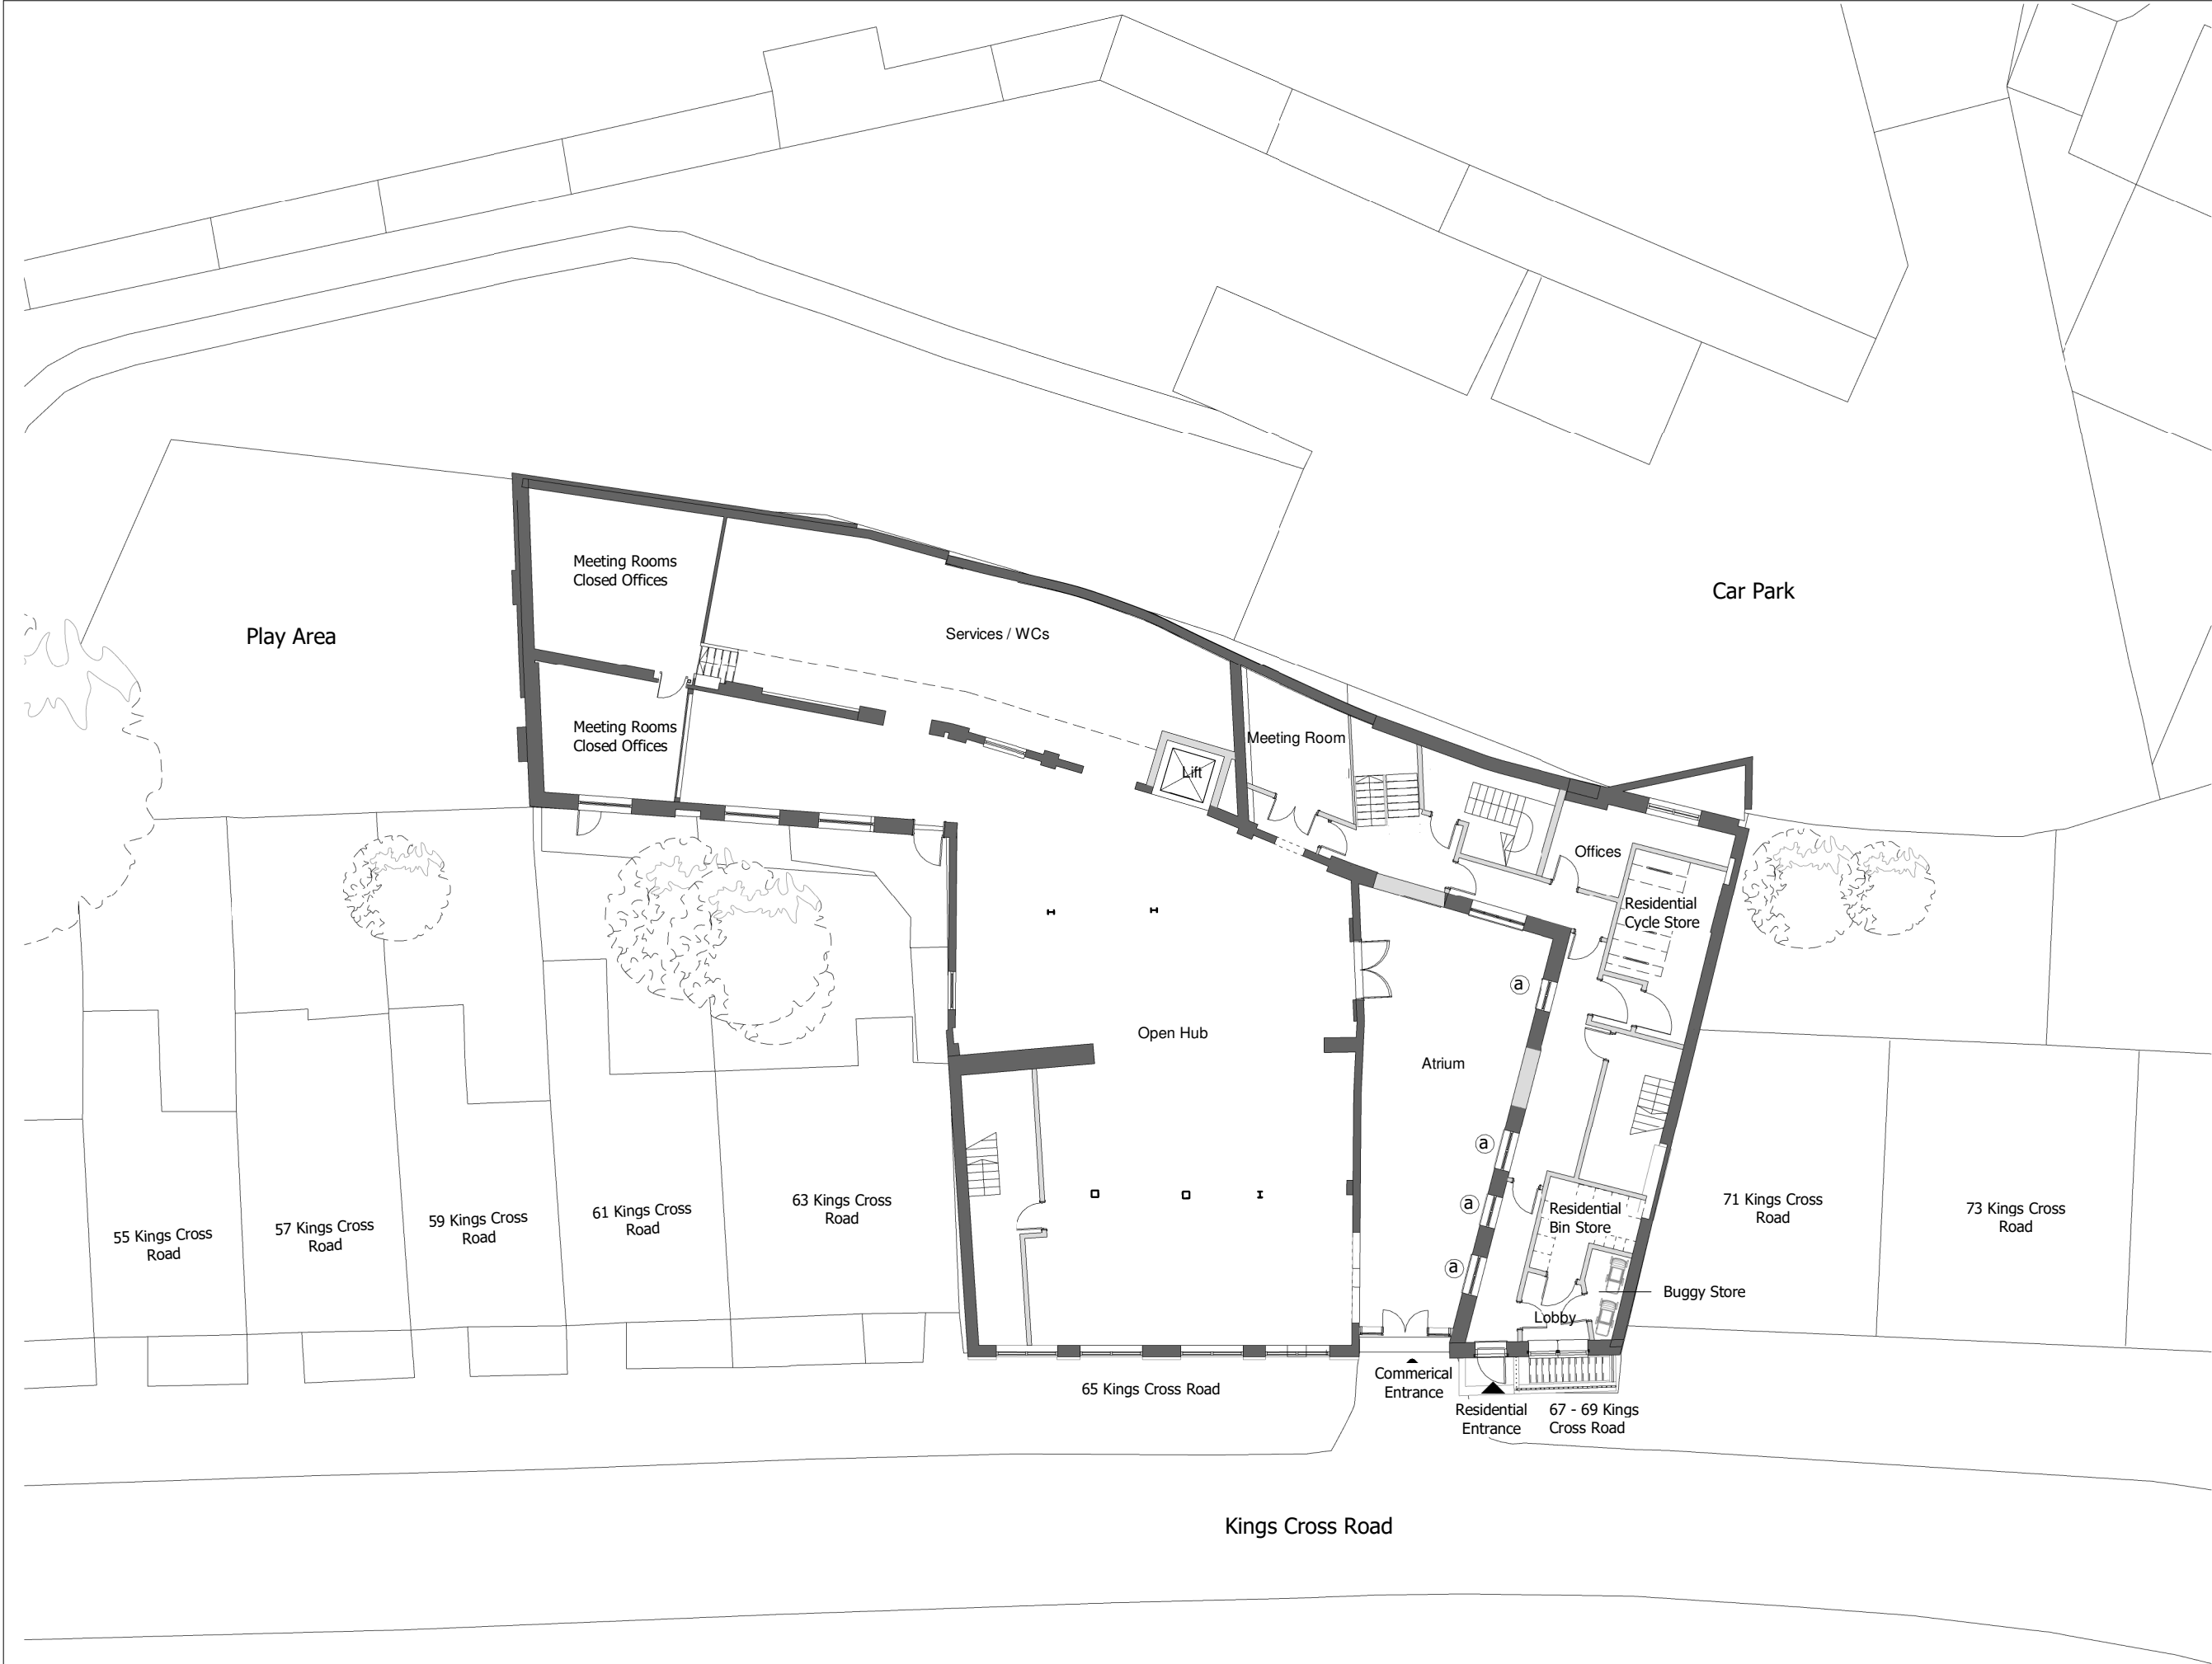 Car Park
Meeting Rooms
Closed Offices
Play Area
Services / WCs
Meeting Rooms
Closed Offices
Meeting Room
Lift
Offices
Residential
Cycle Store
a
Open Hub
Atrium
a
a
a
55 Kings Cross
Road
57 Kings Cross
Road
59 Kings Cross
Road
61 Kings Cross
Road
63 Kings Cross
Road
Residential
Bin Store
71 Kings Cross
Road
73 Kings Cross
Road
Buggy Store
Lobby
65 Kings Cross Road
Commerical
Entrance
Residential
Entrance
67 - 69 Kings
Cross Road
Kings Cross Road